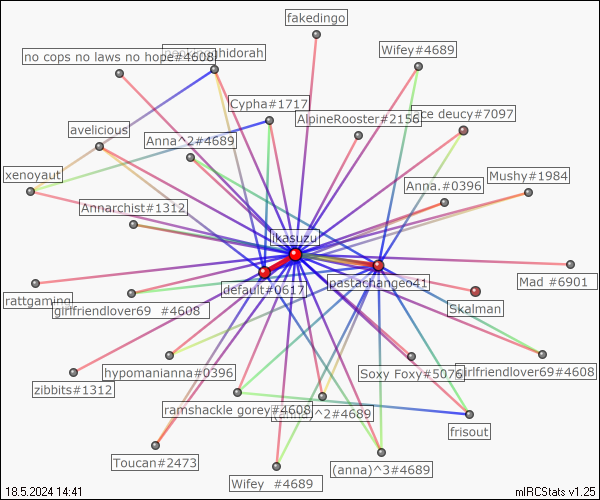 fakedingo
no cops no laws no hope#4608
ghidorah
Wifey#4689
Cypha#1717
AlpineRooster#2156
ce deucy#7097
avelicious
Anna^2#4689
xenoyaut
Anna.#0396
Mushy#1984
Annarchist#1312
ikasuzu
default#0617
pastachangeo41
Mad #6901
rattgaming
girlfriendlover69 #4608
Skalman
hypomanianna#0396
Soxy Foxy#5076
girlfriendlover69#4608
zibbits#1312
ramshackle gorey#4608
(anna)^2#4689
frisout
Toucan#2473
Wifey #4689
(anna)^3#4689
18.5.2024 14:41
mIRCStats v1.25